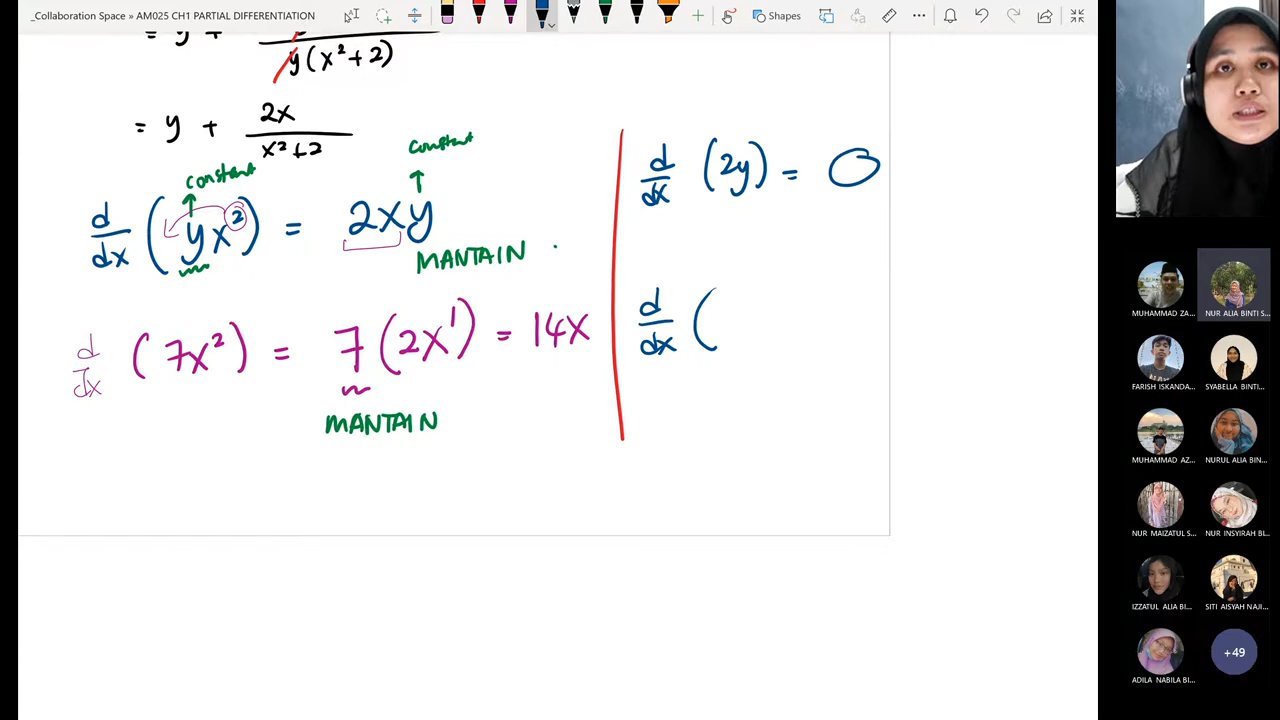 _Collaboration Space » AM025 CH1 PARTIAL DIFFERENTIATION
Shapes
= y +
y(x² + 2)
= y + 2x / x² + 2
constant
constant
d/dx (yx²) = 2xy
MANTAIN
d/dx (7x²) = 7(2x¹) = 14x
MANTAIN
d/dx (2y) = 0
d/dx (
MUHAMMAD ZA...
NUR ALIA BINTI S...
FARISH ISKANDA...
SYABELLA BINTI...
MUHAMMAD AZ...
NURUL ALIA BIN...
NUR MAIZATUL S...
NUR INSYIRAH BI...
IZZATUL ALIA BI...
SITI AISYAH NAJI...
ADILA NABILA BI...
+49